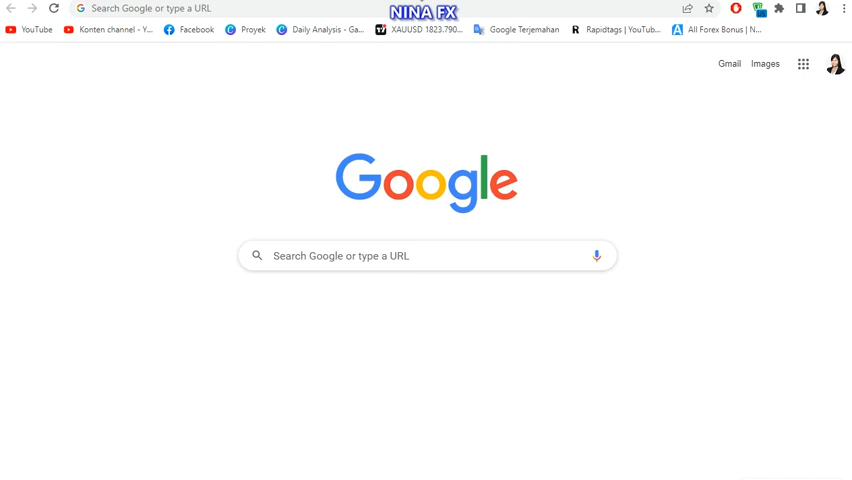 Search Google or type a URL
NINA FX
YouTube
Konten channel - Y...
Facebook
Proyek
Daily Analysis - Ga...
XAUUSD 1823.790...
Google Terjemahan
Rapidtags | YouTub...
All Forex Bonus | N...
Gmail
Images
Google
Search Google or type a URL